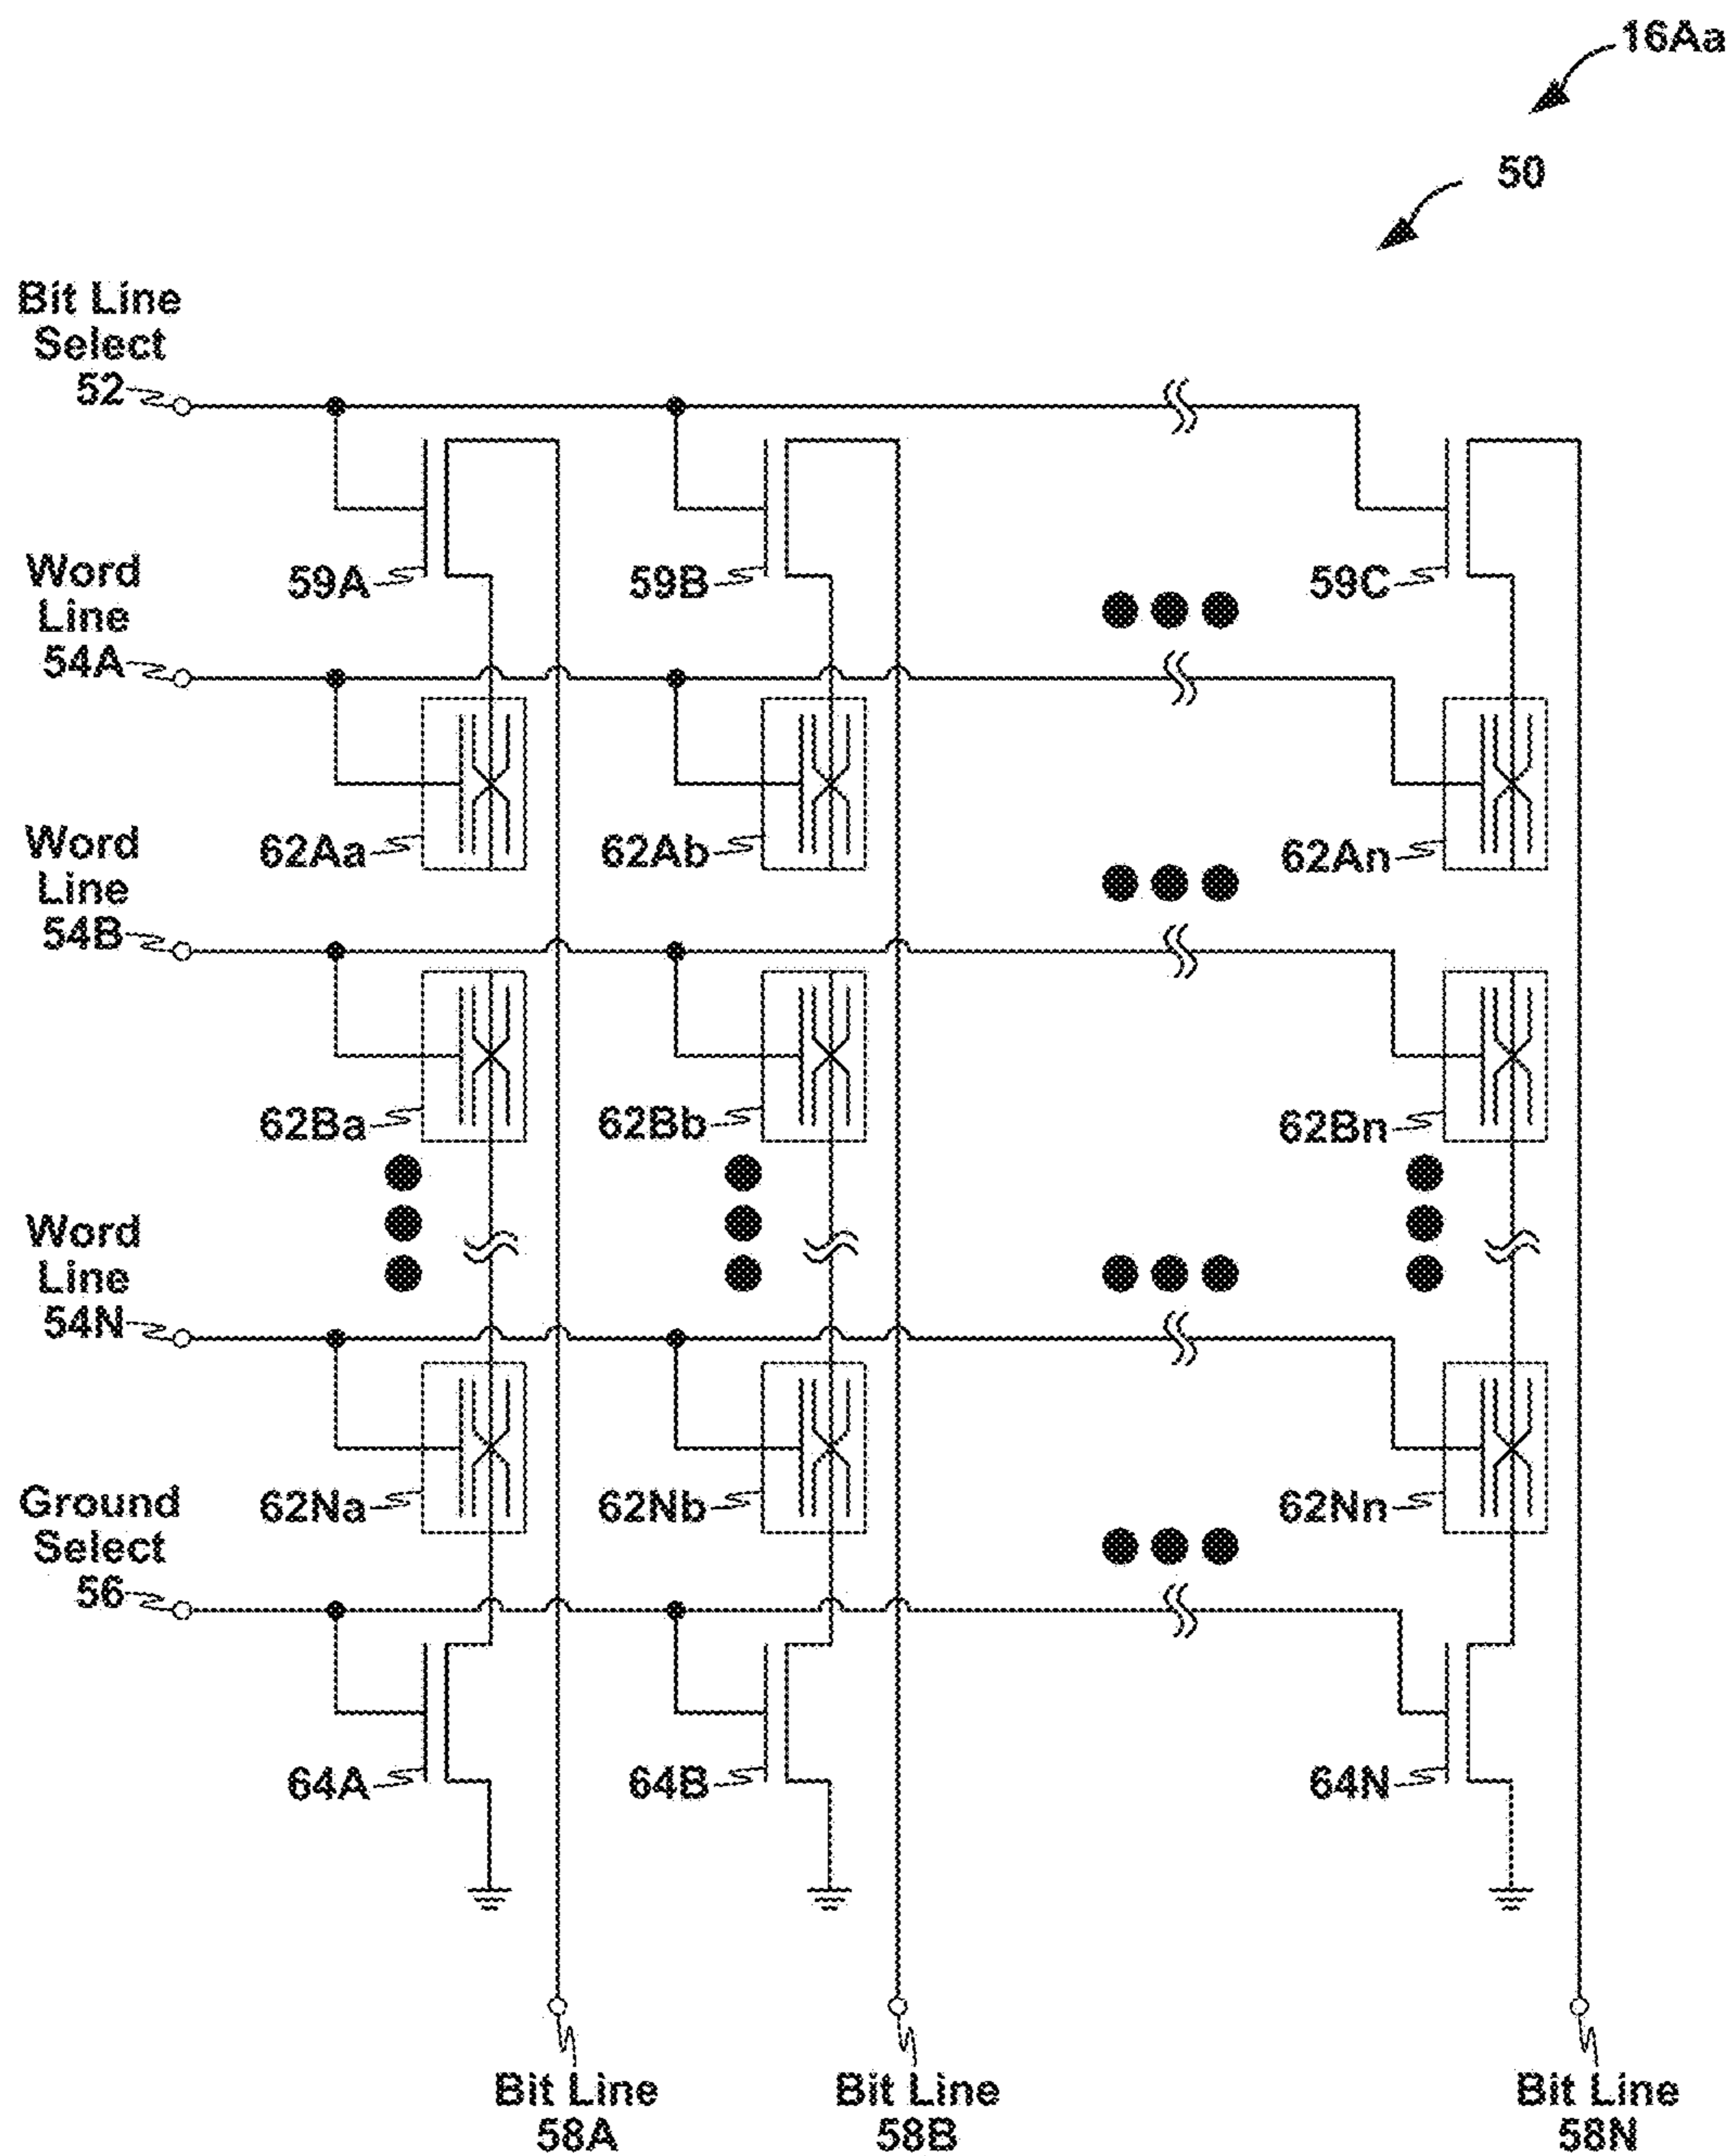 16Aa
50
Bit Line
Select
52
59A
59B
59C
Word
Line
54A
62Aa
62Ab
62An
Word
Line
54B
62Ba
62Bb
62Bn
Word
Line
54N
62Na
62Nb
62Nn
Ground
Select
56
64A
64B
64N
Bit Line
58A
Bit Line
58B
Bit Line
58N